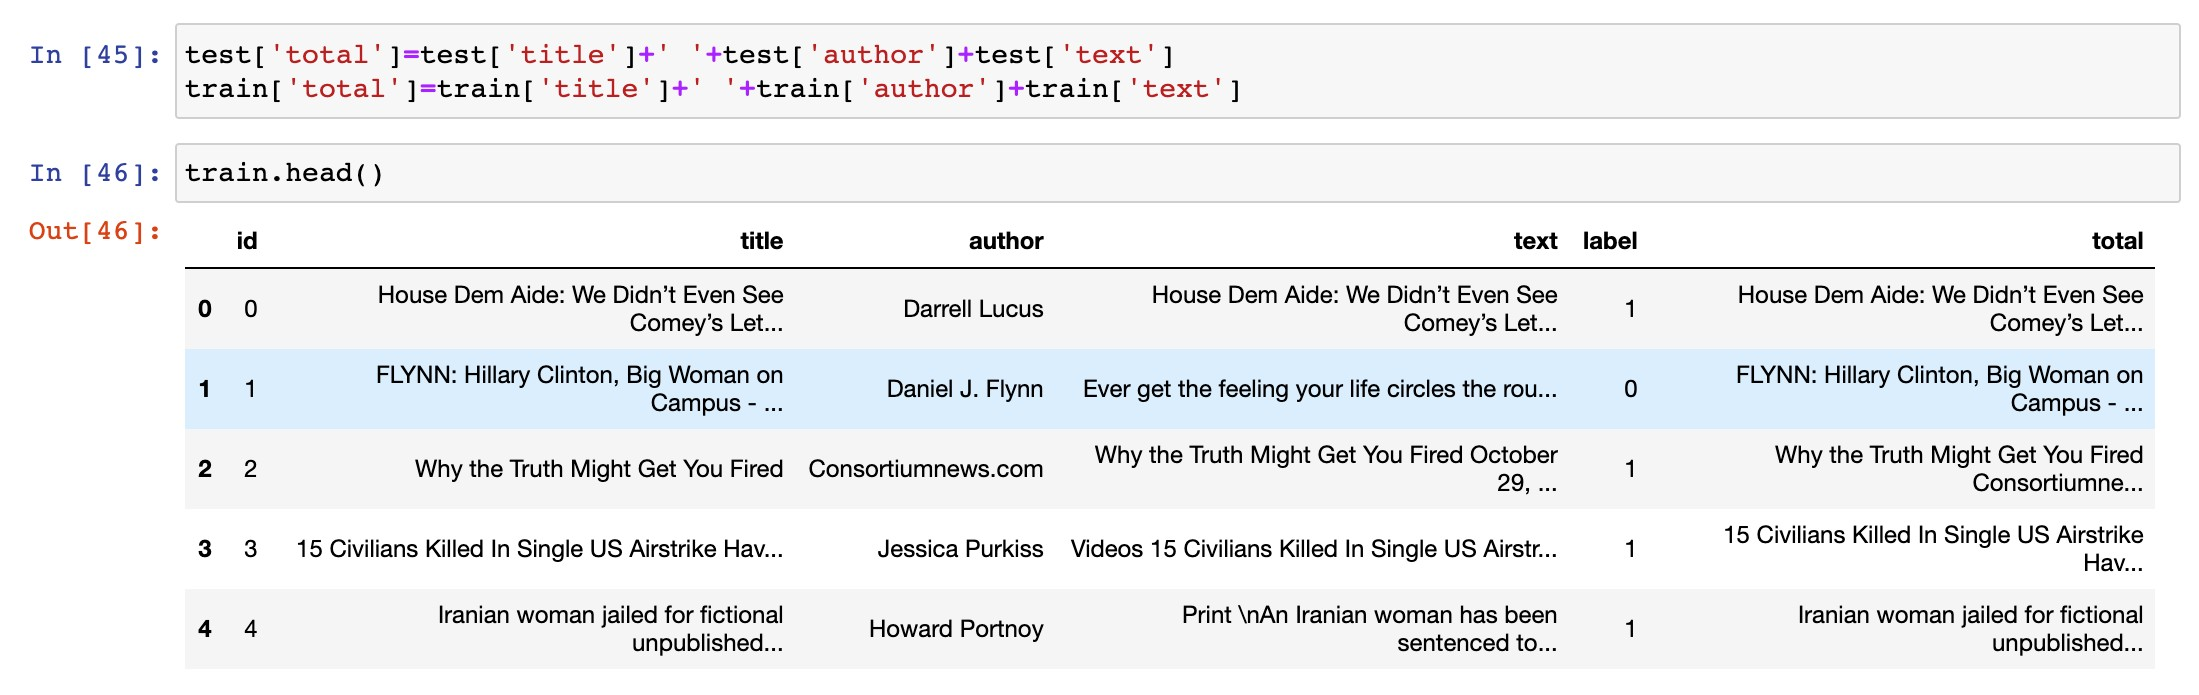 In [45]: test['total']=test['title']+' '+test['author']+test['text']
train['total']=train['title']+' '+train['author']+train['text']
In [46]: train.head()
Out[46]:
id title author text label total
0 0 House Dem Aide: We Didn’t Even See Comey’s Let... Darrell Lucus House Dem Aide: We Didn’t Even See Comey’s Let... 1 House Dem Aide: We Didn’t Even See Comey’s Let...
1 1 FLYNN: Hillary Clinton, Big Woman on Campus - ... Daniel J. Flynn Ever get the feeling your life circles the rou... 0 FLYNN: Hillary Clinton, Big Woman on Campus - ...
2 2 Why the Truth Might Get You Fired Consortiumnews.com Why the Truth Might Get You Fired October 29, ... 1 Why the Truth Might Get You Fired Consortiumne...
3 3 15 Civilians Killed In Single US Airstrike Hav... Jessica Purkiss Videos 15 Civilians Killed In Single US Airstr... 1 15 Civilians Killed In Single US Airstrike Hav...
4 4 Iranian woman jailed for fictional unpublished... Howard Portnoy Print \nAn Iranian woman has been sentenced to... 1 Iranian woman jailed for fictional unpublished...